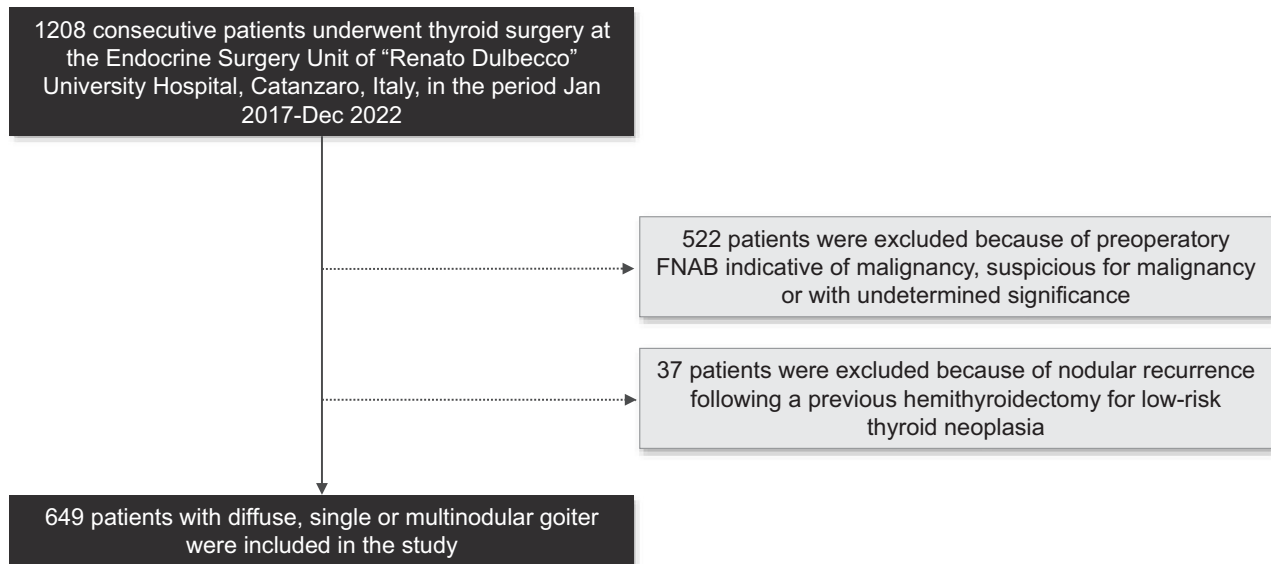 1208 consecutive patients underwent thyroid surgery at
the Endocrine Surgery Unit of “Renato Dulbecco”
University Hospital, Catanzaro, Italy, in the period Jan
2017-Dec 2022
522 patients were excluded because of preoperatory
FNAB indicative of malignancy, suspicious for malignancy
or with undetermined significance
37 patients were excluded because of nodular recurrence
following a previous hemithyroidectomy for low-risk
thyroid neoplasia
649 patients with diffuse, single or multinodular goiter
were included in the study